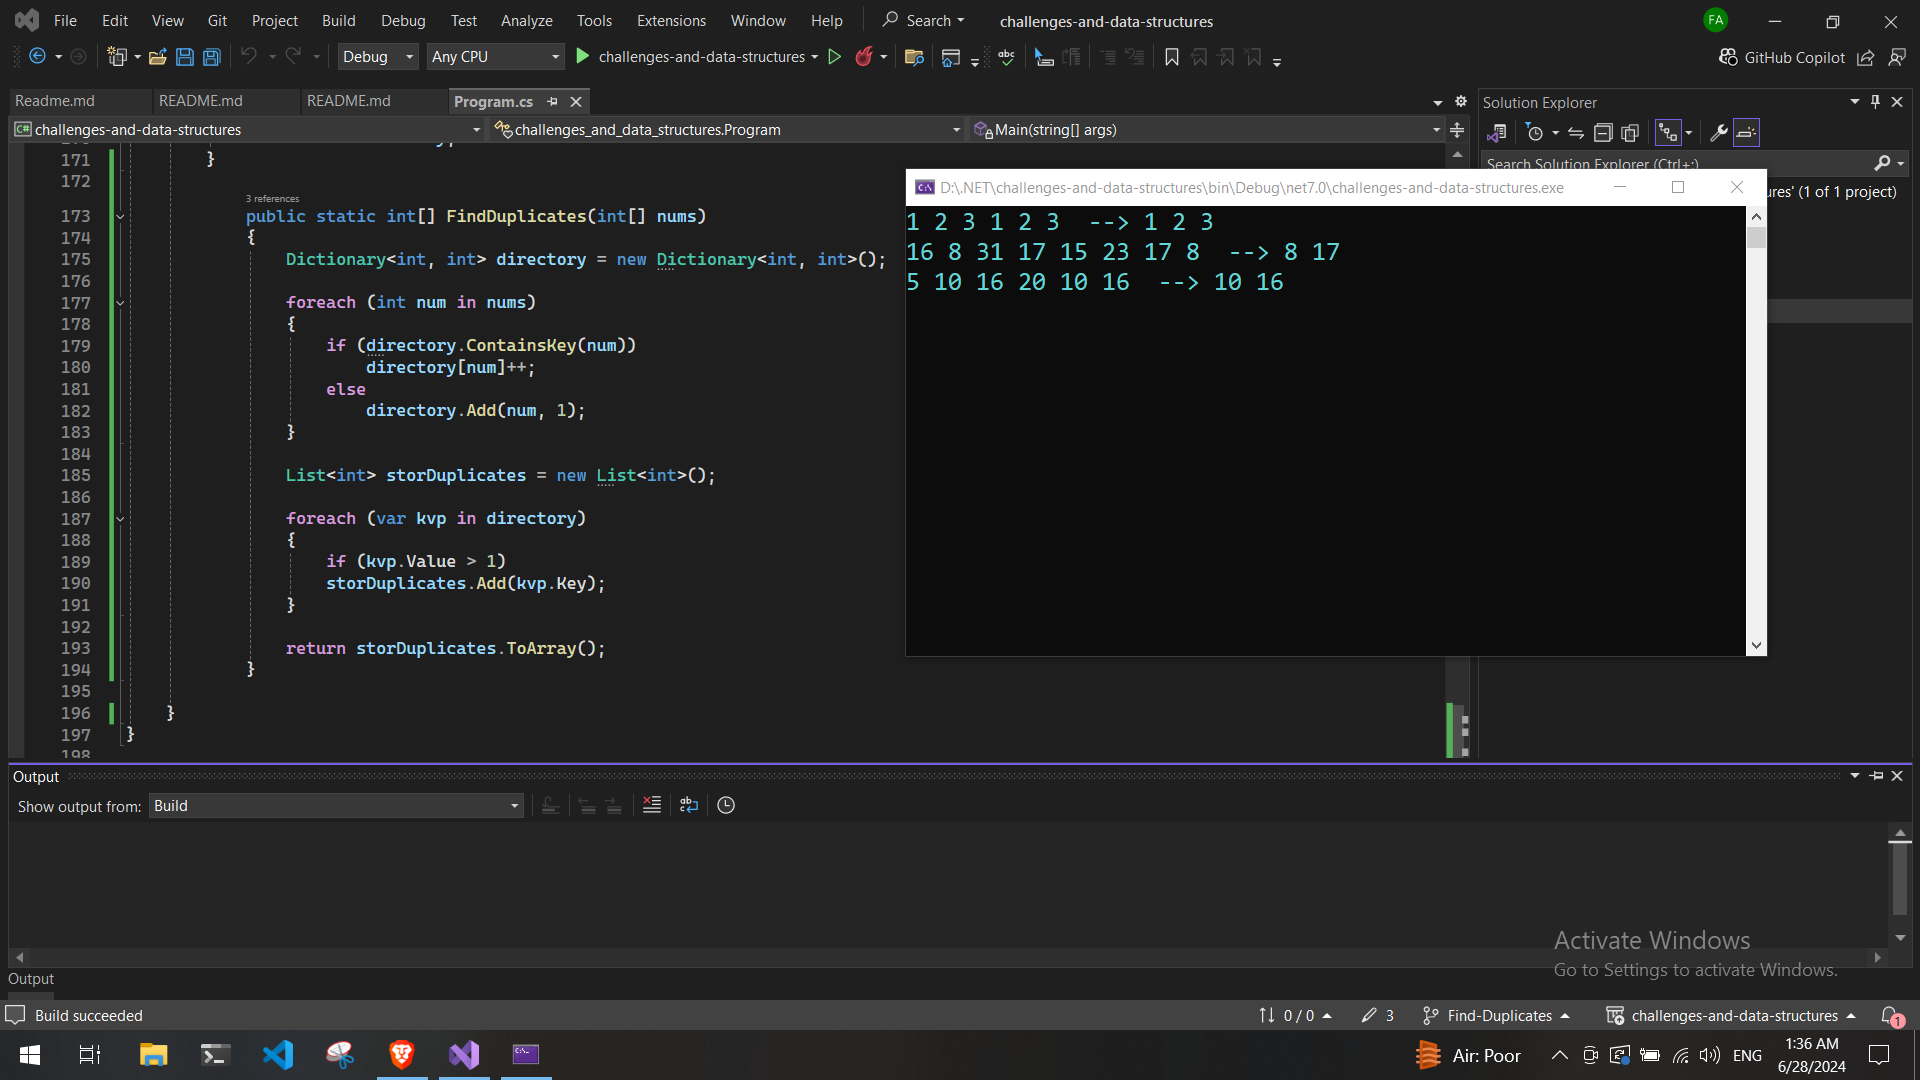 File Edit View Git Project Build Debug Test Analyze Tools Extensions Window Help Search challenges-and-data-structures FA
Debug Any CPU challenges-and-data-structures abc GitHub Copilot
Readme.md README.md README.md Program.cs
Solution Explorer
C# challenges-and-data-structures challenges_and_data_structures.Program Main(string[] args)
Search Solution Explorer (Ctrl+;)
ures' (1 of 1 project)
171 }
172
3 references
173 public static int[] FindDuplicates(int[] nums)
174 {
175 Dictionary<int, int> directory = new Dictionary<int, int>();
176
177 foreach (int num in nums)
178 {
179 if (directory.ContainsKey(num))
180 directory[num]++;
181 else
182 directory.Add(num, 1);
183 }
184
185 List<int> storDuplicates = new List<int>();
186
187 foreach (var kvp in directory)
188 {
189 if (kvp.Value > 1)
190 storDuplicates.Add(kvp.Key);
191 }
192
193 return storDuplicates.ToArray();
194 }
195
196 }
197 }
198
D:\.NET\challenges-and-data-structures\bin\Debug\net7.0\challenges-and-data-structures.exe
1 2 3 1 2 3 --> 1 2 3
16 8 31 17 15 23 17 8 --> 8 17
5 10 16 20 10 16 --> 10 16
Output
Show output from: Build
Activate Windows
Go to Settings to activate Windows.
Output
Build succeeded 0 / 0 3 Find-Duplicates challenges-and-data-structures 1
Air: Poor ENG 1:36 AM
6/28/2024